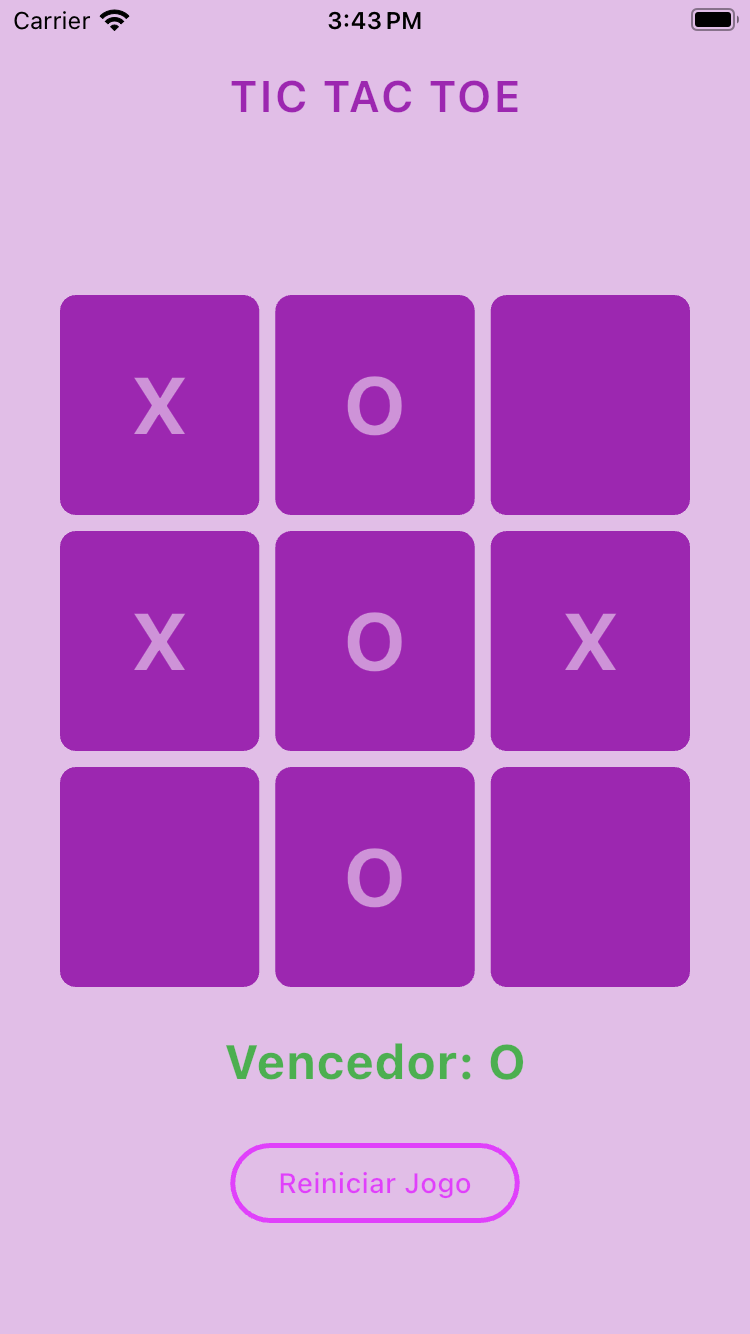 Carrier 3:43 PM
TIC TAC TOE
X O
X O X
O
Vencedor: O
Reiniciar Jogo